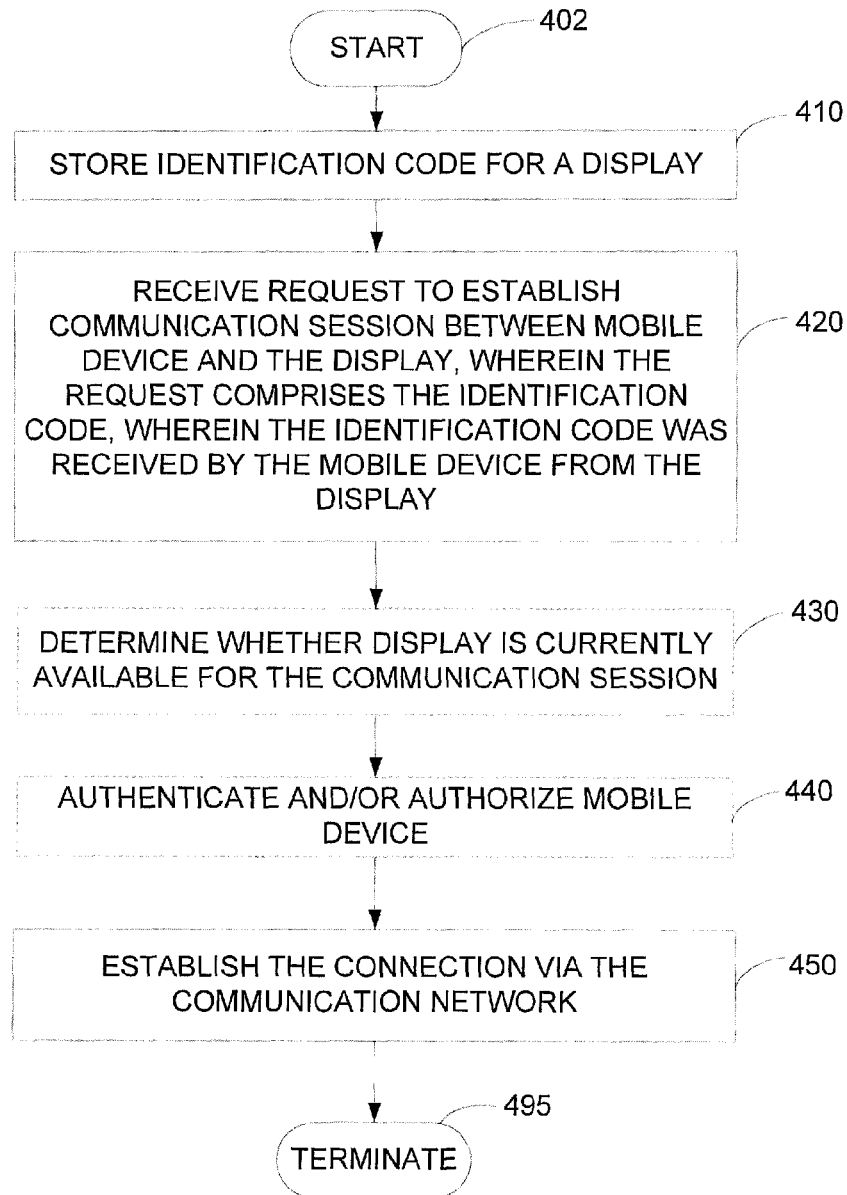 START
402
410
STORE IDENTIFICATION CODE FOR A DISPLAY
RECEIVE REQUEST TO ESTABLISH
COMMUNICATION SESSION BETWEEN MOBILE
DEVICE AND THE DISPLAY, WHEREIN THE
REQUEST COMPRISES THE IDENTIFICATION
CODE, WHEREIN THE IDENTIFICATION CODE WAS
RECEIVED BY THE MOBILE DEVICE FROM THE
DISPLAY
420
DETERMINE WHETHER DISPLAY IS CURRENTLY
AVAILABLE FOR THE COMMUNICATION SESSION
430
AUTHENTICATE AND/OR AUTHORIZE MOBILE
DEVICE
440
ESTABLISH THE CONNECTION VIA THE
COMMUNICATION NETWORK
450
495
TERMINATE